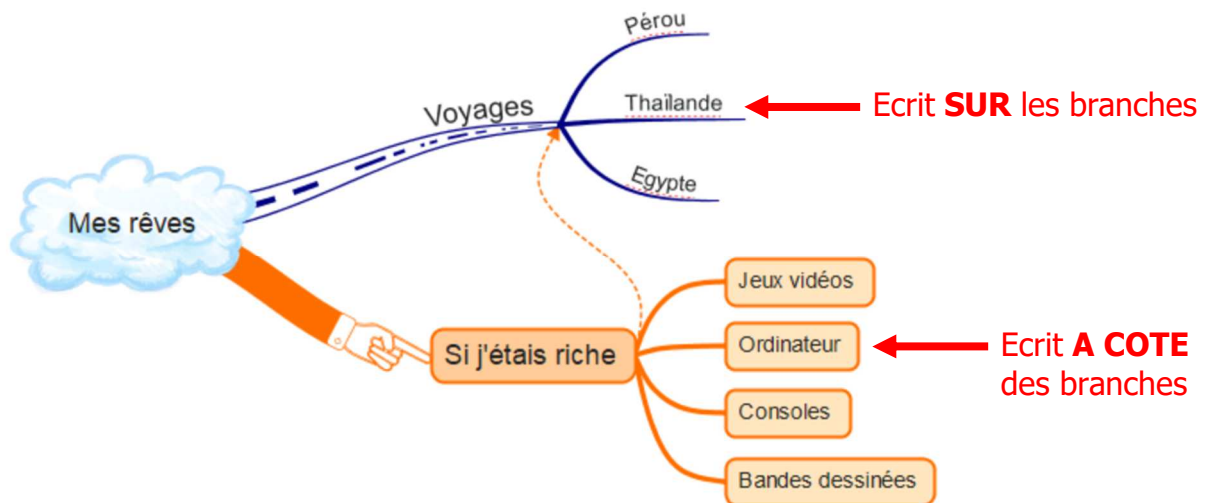 Pérou
Voyages
Thaïlande
Ecrit SUR les branches
Egypte
Mes rêves
Jeux vidéos
Si j'étais riche
Ordinateur
Ecrit A COTE
des branches
Consoles
Bandes dessinées